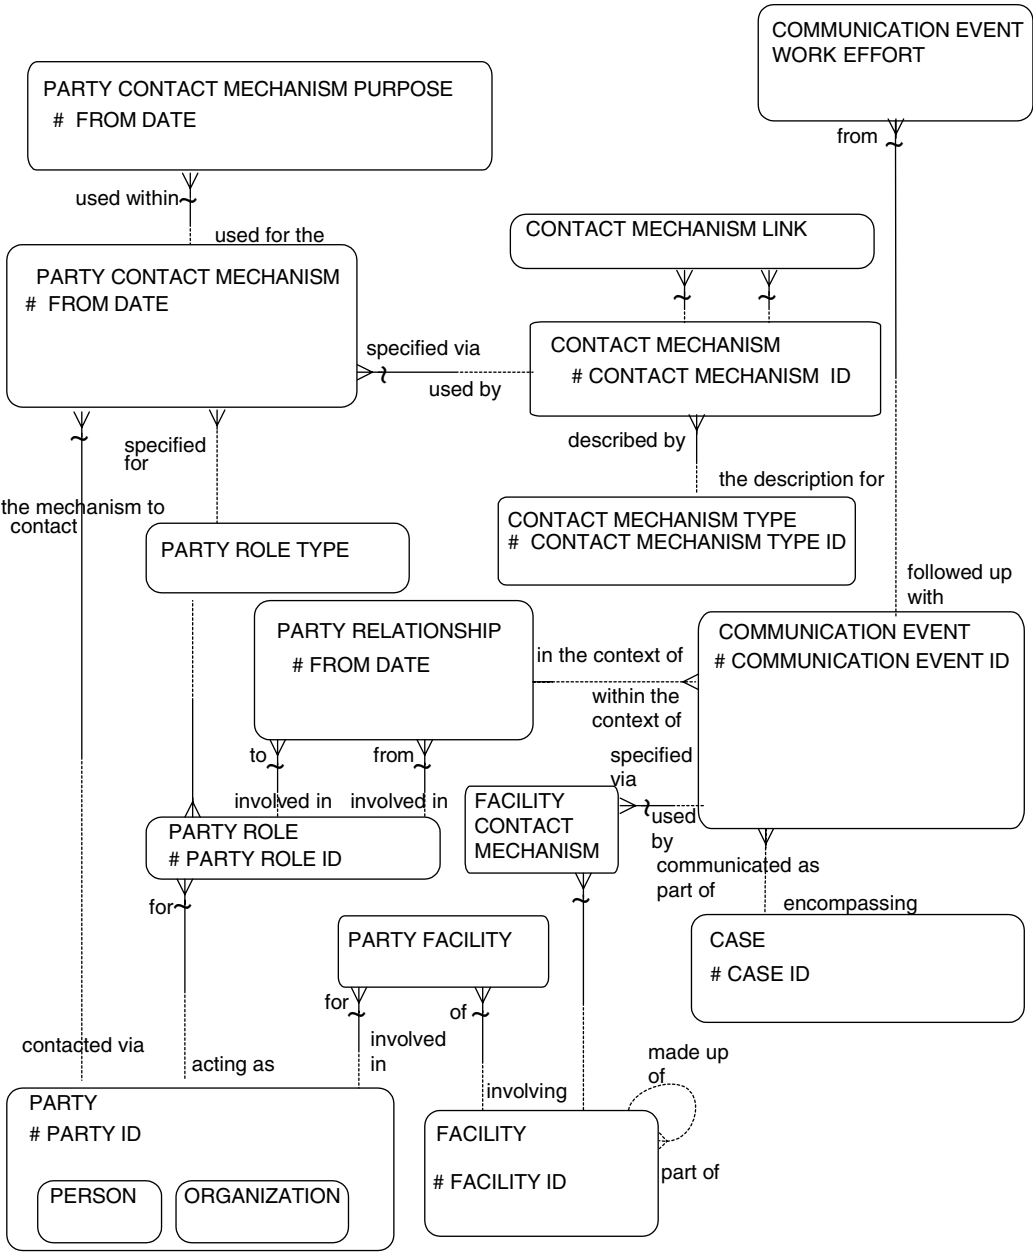 COMMUNICATION EVENT
WORK EFFORT
from
PARTY CONTACT MECHANISM PURPOSE
# FROM DATE
used within
used for the
CONTACT MECHANISM LINK
PARTY CONTACT MECHANISM
# FROM DATE
specified via
used by
CONTACT MECHANISM
# CONTACT MECHANISM ID
described by
the description for
specified
for
the mechanism to
contact
CONTACT MECHANISM TYPE
# CONTACT MECHANISM TYPE ID
PARTY ROLE TYPE
followed up
with
PARTY RELATIONSHIP
# FROM DATE
in the context of
within the
context of
COMMUNICATION EVENT
# COMMUNICATION EVENT ID
to
from
involved in
involved in
specified
via
used
by
FACILITY
CONTACT
MECHANISM
PARTY ROLE
# PARTY ROLE ID
communicated as
part of
for
encompassing
PARTY FACILITY
CASE
# CASE ID
for
of
involved
in
contacted via
acting as
involving
made up
of
part of
PARTY
# PARTY ID
PERSON
ORGANIZATION
FACILITY
# FACILITY ID